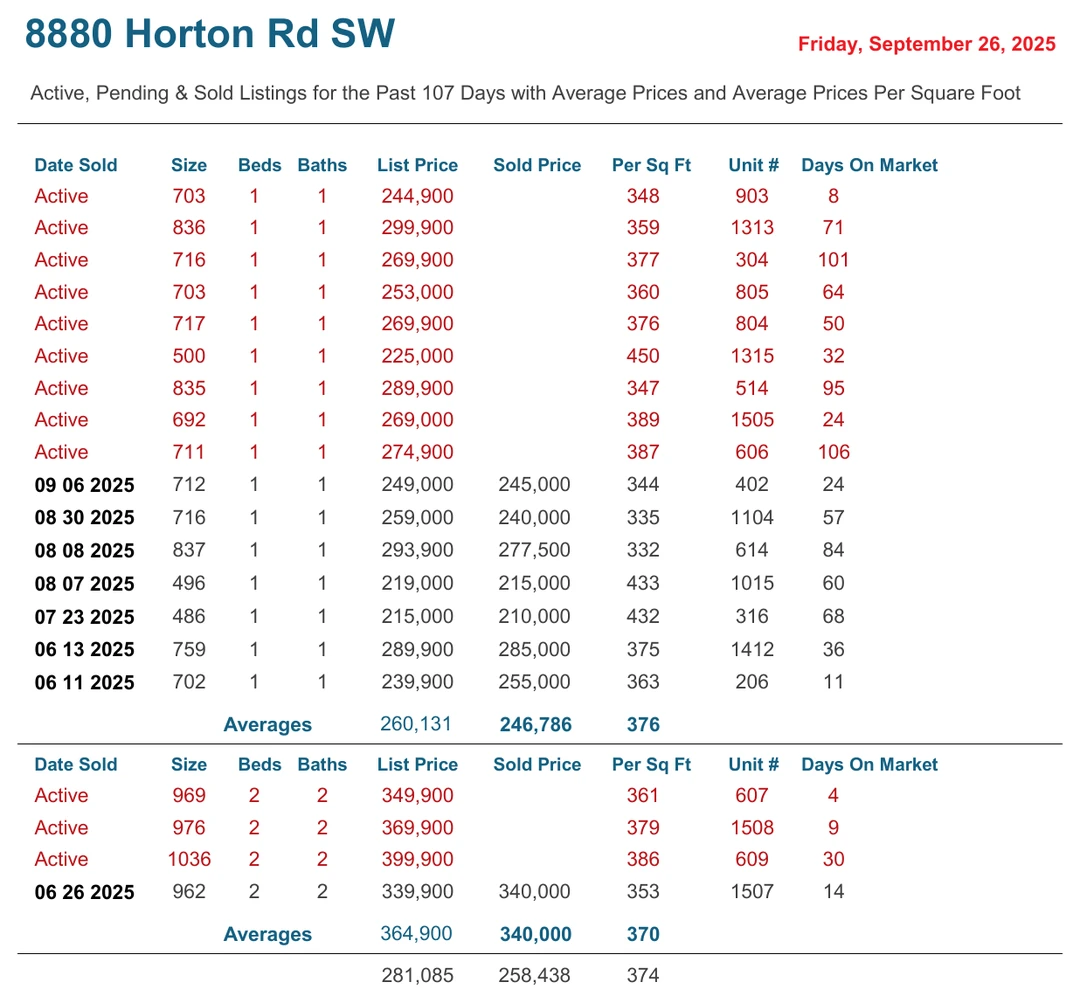 8880 Horton Rd SW
Friday, September 26, 2025
Active, Pending & Sold Listings for the Past 107 Days with Average Prices and Average Prices Per Square Foot
Date Sold Size Beds Baths List Price Sold Price Per Sq Ft Unit # Days On Market
Active 703 1 1 244,900 348 903 8
Active 836 1 1 299,900 359 1313 71
Active 716 1 1 269,900 377 304 101
Active 703 1 1 253,000 360 805 64
Active 717 1 1 269,900 376 804 50
Active 500 1 1 225,000 450 1315 32
Active 835 1 1 289,900 347 514 95
Active 692 1 1 269,000 389 1505 24
Active 711 1 1 274,900 387 606 106
09 06 2025 712 1 1 249,000 245,000 344 402 24
08 30 2025 716 1 1 259,000 240,000 335 1104 57
08 08 2025 837 1 1 293,900 277,500 332 614 84
08 07 2025 496 1 1 219,000 215,000 433 1015 60
07 23 2025 486 1 1 215,000 210,000 432 316 68
06 13 2025 759 1 1 289,900 285,000 375 1412 36
06 11 2025 702 1 1 239,900 255,000 363 206 11
Averages 260,131 246,786 376
Date Sold Size Beds Baths List Price Sold Price Per Sq Ft Unit # Days On Market
Active 969 2 2 349,900 361 607 4
Active 976 2 2 369,900 379 1508 9
Active 1036 2 2 399,900 386 609 30
06 26 2025 962 2 2 339,900 340,000 353 1507 14
Averages 364,900 340,000 370
281,085 258,438 374